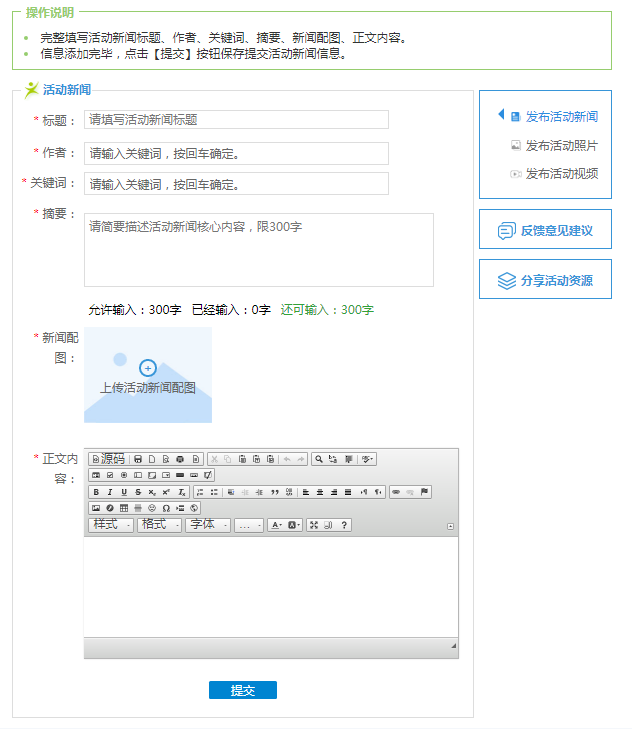 操作说明
完整填写活动新闻标题、作者、关键词、摘要、新闻配图、正文内容。
信息添加完毕，点击【提交】按钮保存提交活动新闻信息。
活动新闻
* 标题： 请填写活动新闻标题
* 作者： 请输入关键词，按回车确定。
* 关键词： 请输入关键词，按回车确定。
* 摘要： 请简要描述活动新闻核心内容，限300字
允许输入：300字 已经输入：0字 还可输入：300字
* 新闻配
图：
上传活动新闻配图
* 正文内
容：
源码
B I U S x₂ x² Tx
样式 格式 字体 ... A A ?
提交
发布活动新闻
发布活动照片
发布活动视频
反馈意见建议
分享活动资源